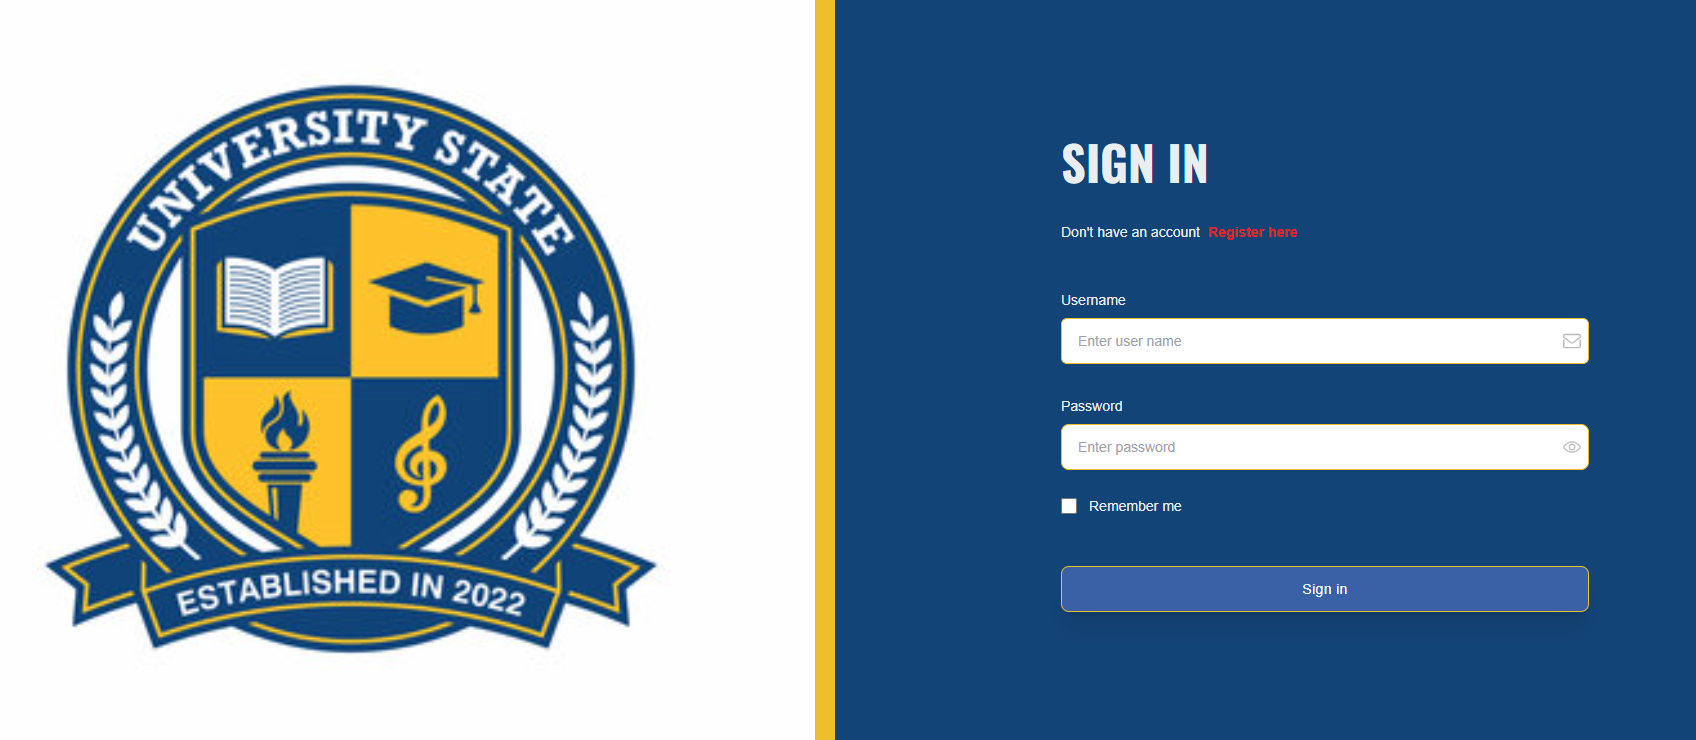 UNIVERSITY STATE
ESTABLISHED IN 2022
SIGN IN
Don't have an account Register here
Username
Enter user name
Password
Enter password
Remember me
Sign in